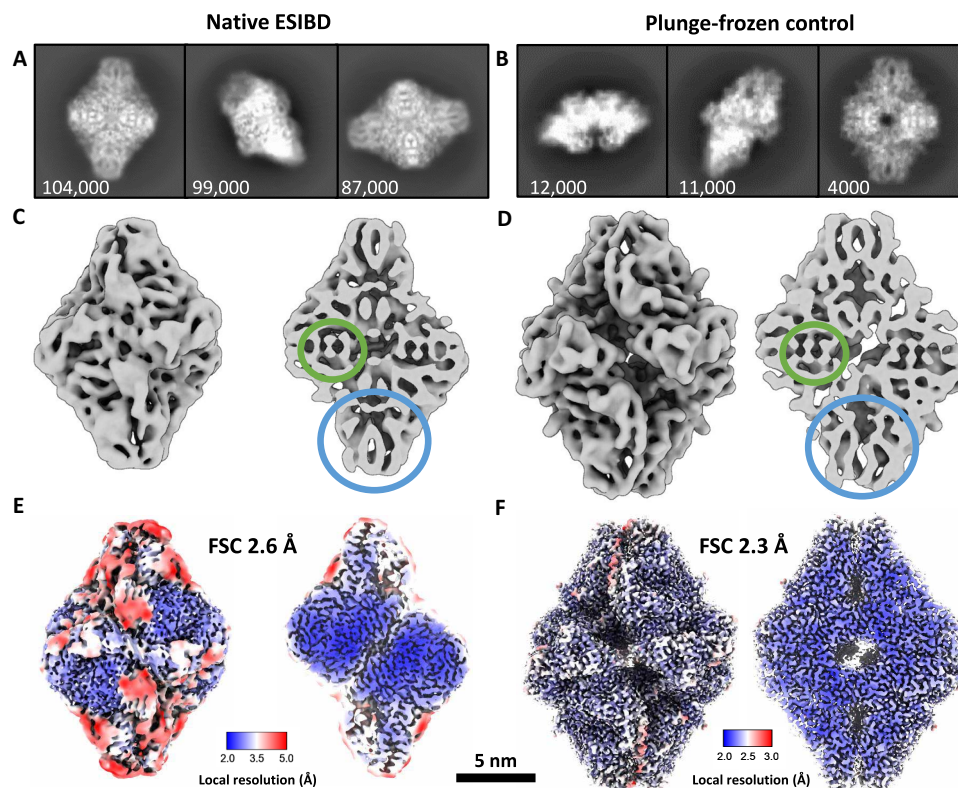 Native ESIBD
Plunge-frozen control
A
B
104,000
99,000
87,000
12,000
11,000
4000
C
D
E
F
FSC 2.6 Å
FSC 2.3 Å
2.0 3.5 5.0
Local resolution (Å)
5 nm
2.0 2.5 3.0
Local resolution (Å)